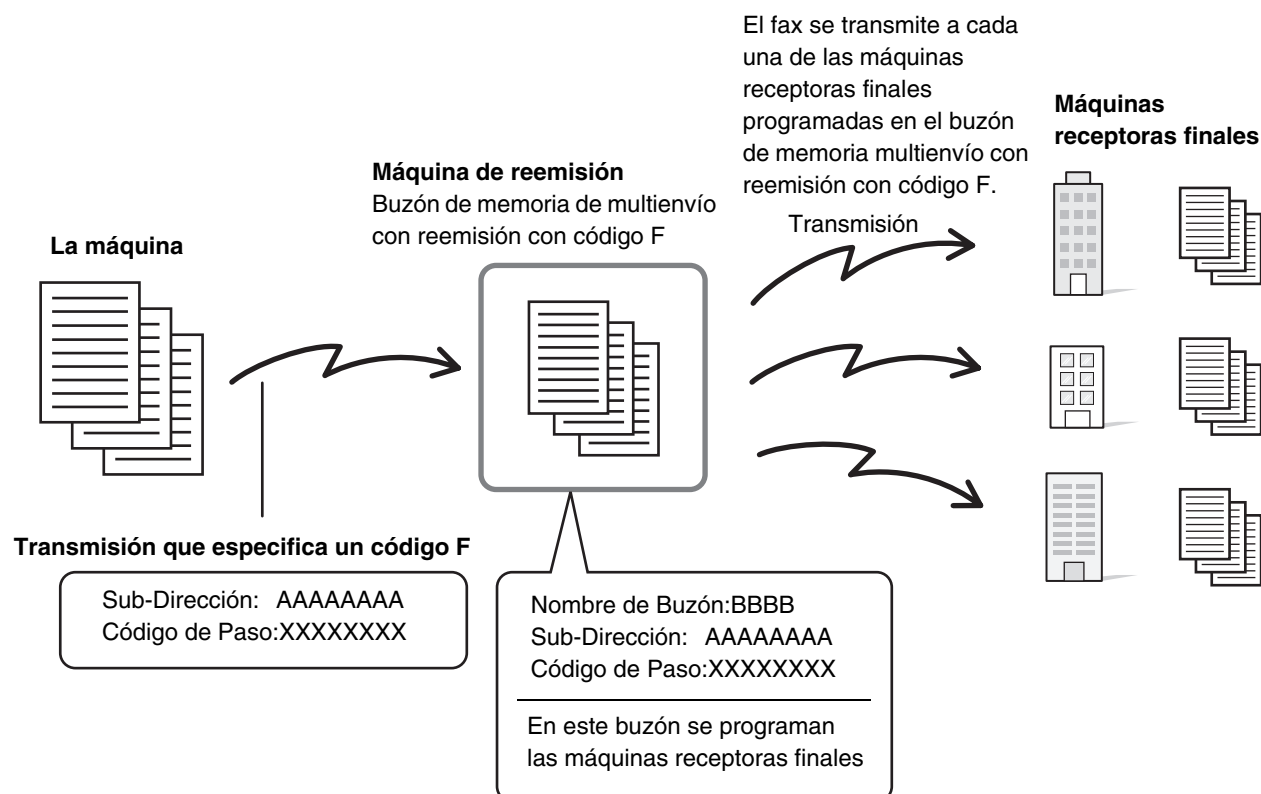 El fax se transmite a cada
una de las máquinas
receptoras finales
programadas en el buzón
de memoria multienvío con
reemisión con código F.
Máquinas
receptoras finales
Máquina de reemisión
Buzón de memoria de multienvío
con reemisión con código F
Transmisión
La máquina
Transmisión que especifica un código F
Sub-Dirección: AAAAAAAA
Código de Paso:XXXXXXXX
Nombre de Buzón:BBBB
Sub-Dirección: AAAAAAAA
Código de Paso:XXXXXXXX
En este buzón se programan
las máquinas receptoras finales